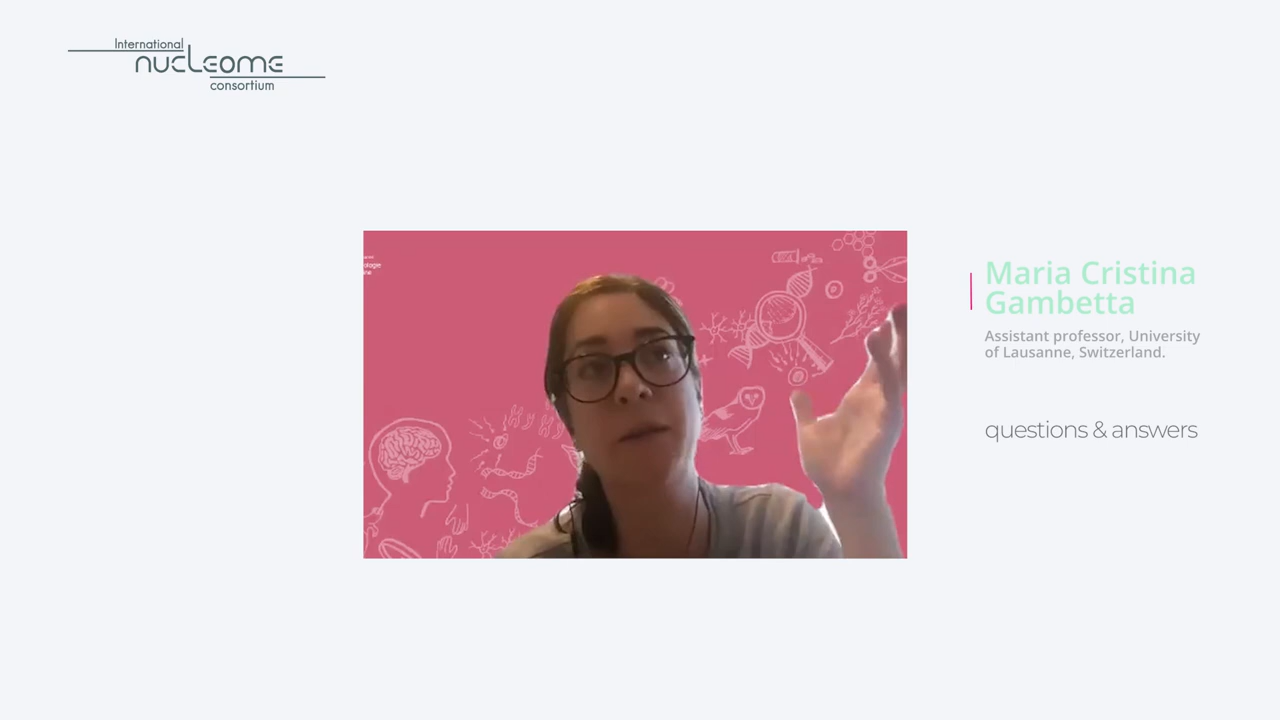 International
nucleome
consortium
Maria Cristina
Gambetta
Assistant professor, University
of Lausanne, Switzerland.
questions & answers